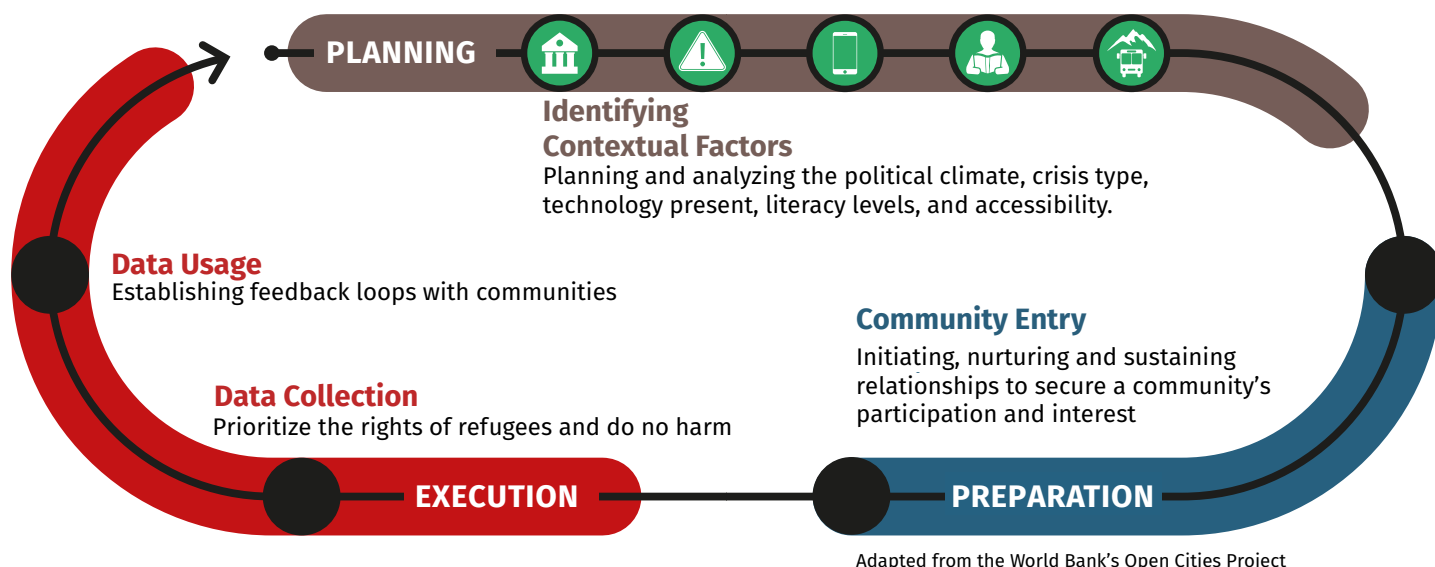 PLANNING
Identifying
Contextual Factors
Planning and analyzing the political climate, crisis type,
technology present, literacy levels, and accessibility.
Data Usage
Establishing feedback loops with communities
Community Entry
Initiating, nurturing and sustaining
relationships to secure a community’s
participation and interest
Data Collection
Prioritize the rights of refugees and do no harm
EXECUTION
PREPARATION
Adapted from the World Bank’s Open Cities Project